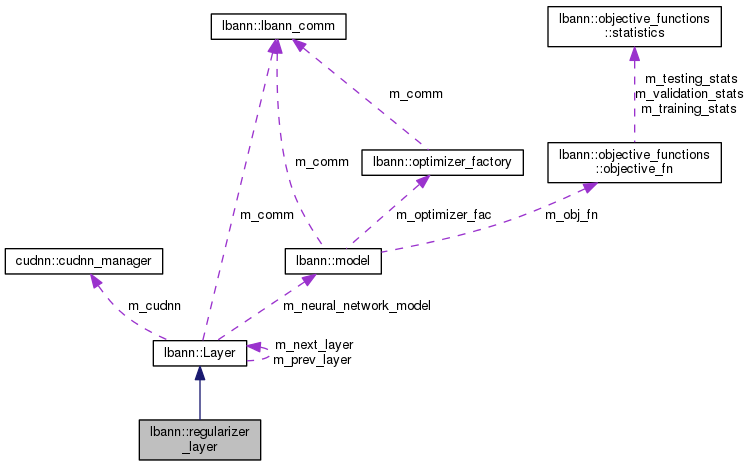 lbann::lbann_comm
lbann::objective_functions
::statistics
m_testing_stats
m_validation_stats
m_training_stats
m_comm
lbann::optimizer_factory
lbann::objective_functions
::objective_fn
m_comm
m_comm
m_optimizer_fac
m_obj_fn
cudnn::cudnn_manager
lbann::model
m_cudnn
m_neural_network_model
lbann::Layer
m_next_layer
m_prev_layer
lbann::regularizer
_layer